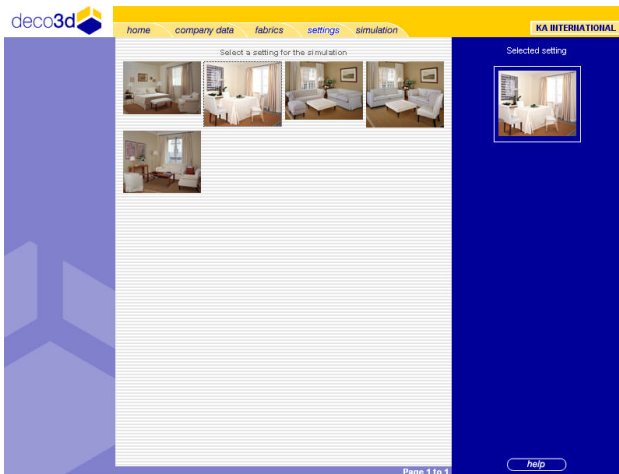 deco3d
home company data fabrics settings simulation
KA INTERNATIONAL
Select a setting for the simulation
Selected setting
help
Page 1 to 1